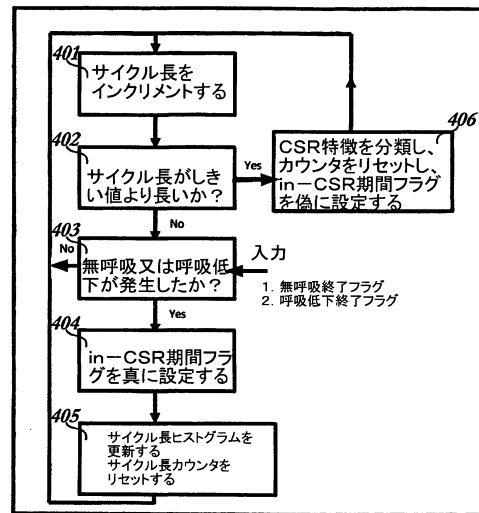 401
サイクル長を
インクリメントする
402
サイクル長がしき
い値より長いか？
Yes
406
CSR特徴を分類し、
カウンタをリセットし、
in－CSR期間フラグ
を偽に設定する
No
403
No
無呼吸又は呼吸低
下が発生したか？
入力
1. 無呼吸終了フラグ
2. 呼吸低下終了フラグ
Yes
404
in－CSR期間フラ
グを真に設定する
405
サイクル長ヒストグラムを
更新する
サイクル長カウンタを
リセットする